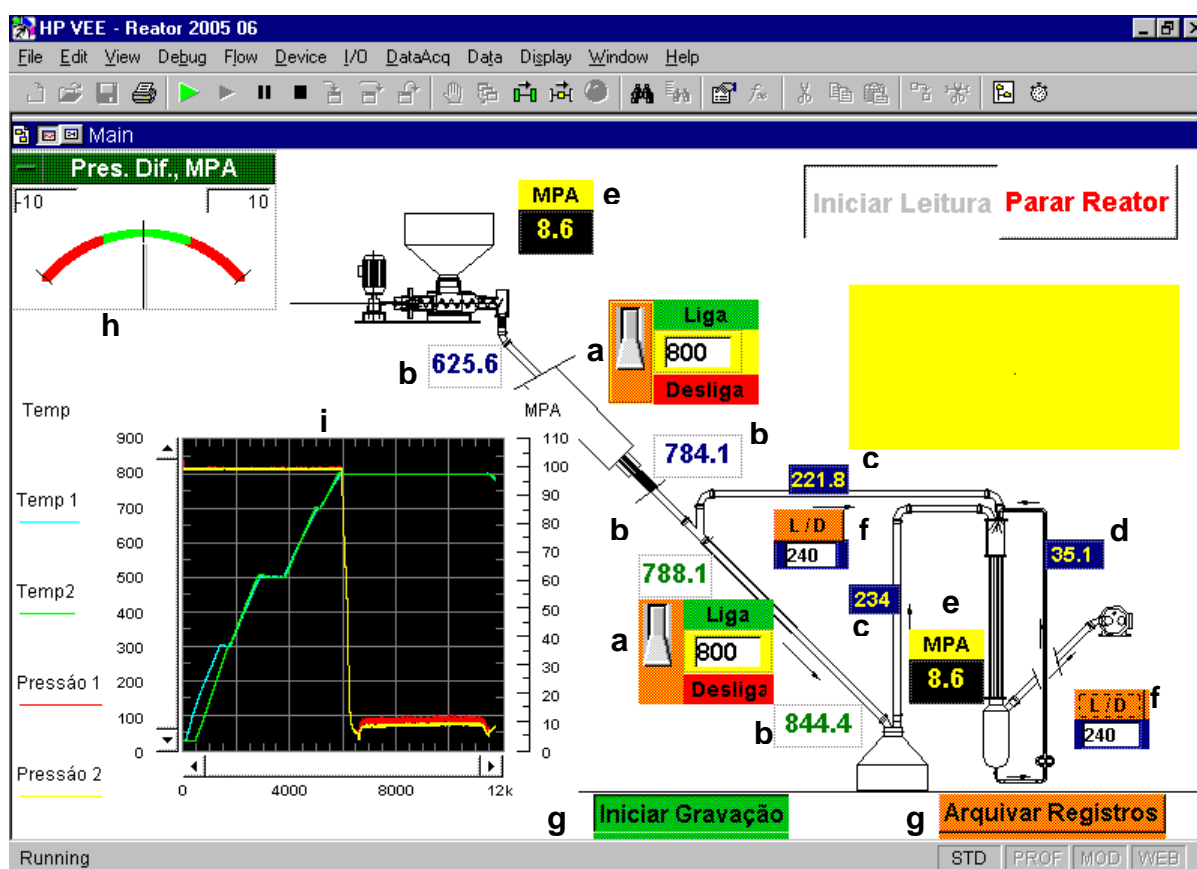 HP VEE - Reator 2005 06
File Edit View Debug Flow Device I/O DataAcq Data Display Window Help
Main
Pres. Dif., MPA
-10 10
h
MPA e
8.6
Iniciar Leitura Parar Reator
a Liga
800
Desliga
b 625.6
b
784.1
c
Temp i MPA
900 110
800 100
90
700 80
600 70
500 60
400 50
40
300 30
200 20
100 10
0 0
0 4000 8000 12k
Temp 1
Temp2
Pressáo 1
Pressáo 2
221.8
b L/D f d
240 35.1
788.1
234 e
c
a Liga
800
Desliga
MPA
8.6
L/D f
240
b 844.4
g Iniciar Gravação g Arquivar Registros
Running STD PROF MOD WEB